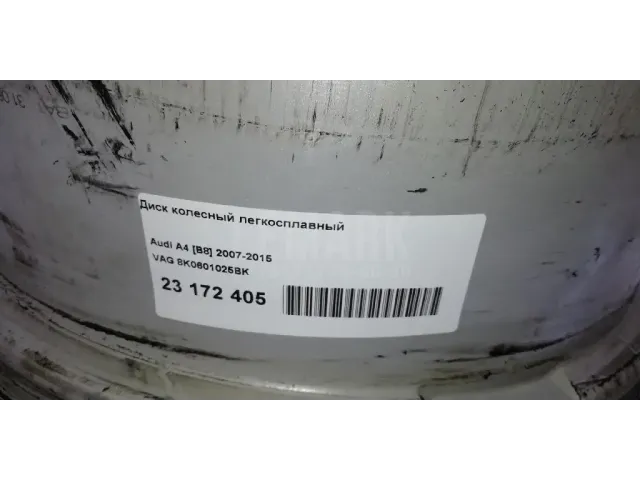 Диск колесный легкосплавный
Audi A4 [B8] 2007-2015
VAG 8K0601025BK
23 172 405